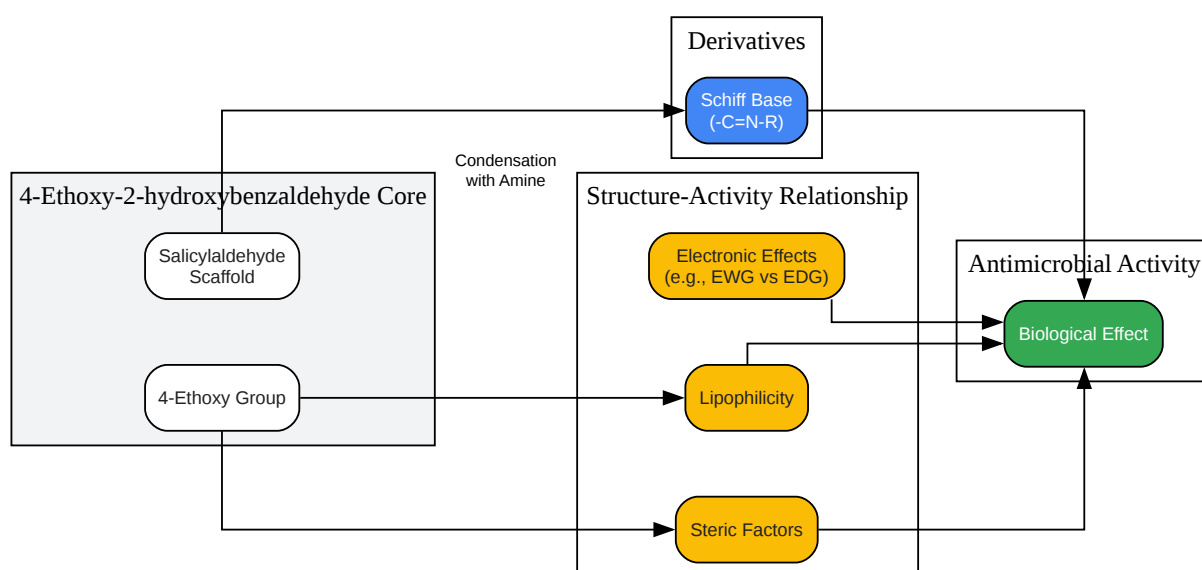 Derivatives
Schiff Base
(-C=N-R)
Condensation
with Amine
4-Ethoxy-2-hydroxybenzaldehyde Core
Salicylaldehyde
Scaffold
4-Ethoxy Group
Structure-Activity Relationship
Electronic Effects
(e.g., EWG vs EDG)
Lipophilicity
Steric Factors
Antimicrobial Activity
Biological Effect